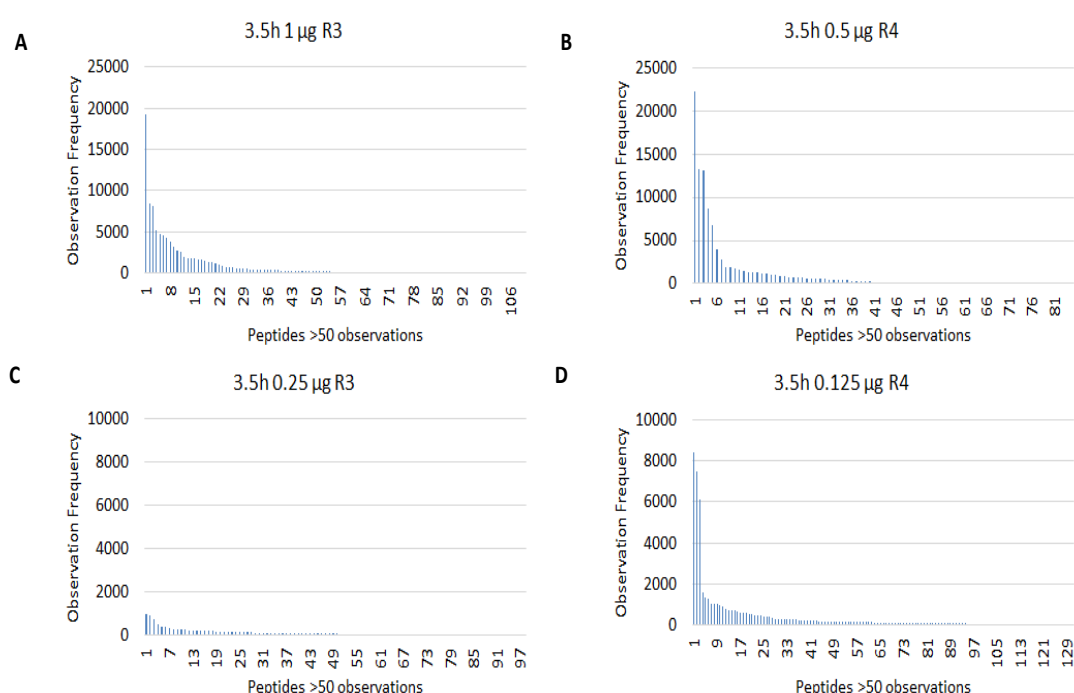 A
3.5h 1 µg R3
Observation Frequency
25000
20000
15000
10000
5000
0
1 8 15 22 29 36 43 50 57 64 71 78 85 92 99 106
Peptides >50 observations
B
3.5h 0.5 µg R4
Observation Frequency
25000
20000
15000
10000
5000
0
1 6 11 16 21 26 31 36 41 46 51 56 61 66 71 76 81
Peptides >50 observations
C
3.5h 0.25 µg R3
Observation Frequency
10000
8000
6000
4000
2000
0
1 7 13 19 25 31 37 43 49 55 61 67 73 79 85 91 97
Peptides >50 observations
D
3.5h 0.125 µg R4
Observation Frequency
10000
8000
6000
4000
2000
0
1 9 17 25 33 41 49 57 65 73 81 89 97 105 113 121 129
Peptides >50 observations